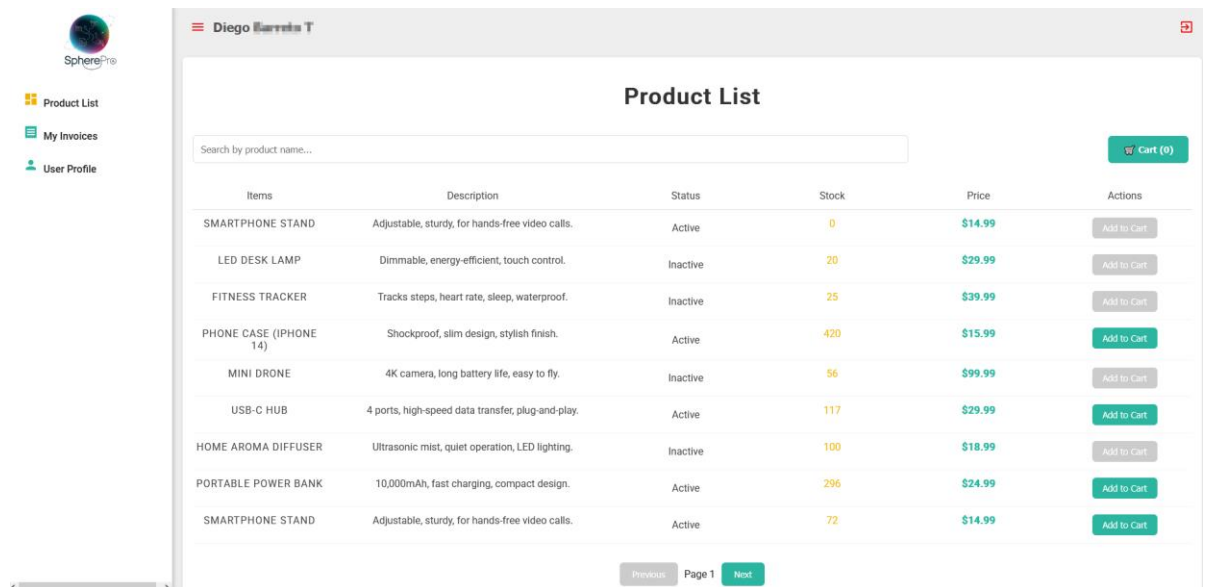 Diego T
SpherePro
Product List
My Invoices
User Profile
Product List
Search by product name...
Cart (0)
Items Description Status Stock Price Actions
SMARTPHONE STAND Adjustable, sturdy, for hands-free video calls. Active 0 $14.99 Add to Cart
LED DESK LAMP Dimmable, energy-efficient, touch control. Inactive 20 $29.99 Add to Cart
FITNESS TRACKER Tracks steps, heart rate, sleep, waterproof. Inactive 25 $39.99 Add to Cart
PHONE CASE (IPHONE Shockproof, slim design, stylish finish. Active 420 $15.99 Add to Cart
14)
MINI DRONE 4K camera, long battery life, easy to fly. Inactive 56 $99.99 Add to Cart
USB-C HUB 4 ports, high-speed data transfer, plug-and-play. Active 117 $29.99 Add to Cart
HOME AROMA DIFFUSER Ultrasonic mist, quiet operation, LED lighting. Inactive 100 $18.99 Add to Cart
PORTABLE POWER BANK 10,000mAh, fast charging, compact design. Active 296 $24.99 Add to Cart
SMARTPHONE STAND Adjustable, sturdy, for hands-free video calls. Active 72 $14.99 Add to Cart
Previous Page 1 Next